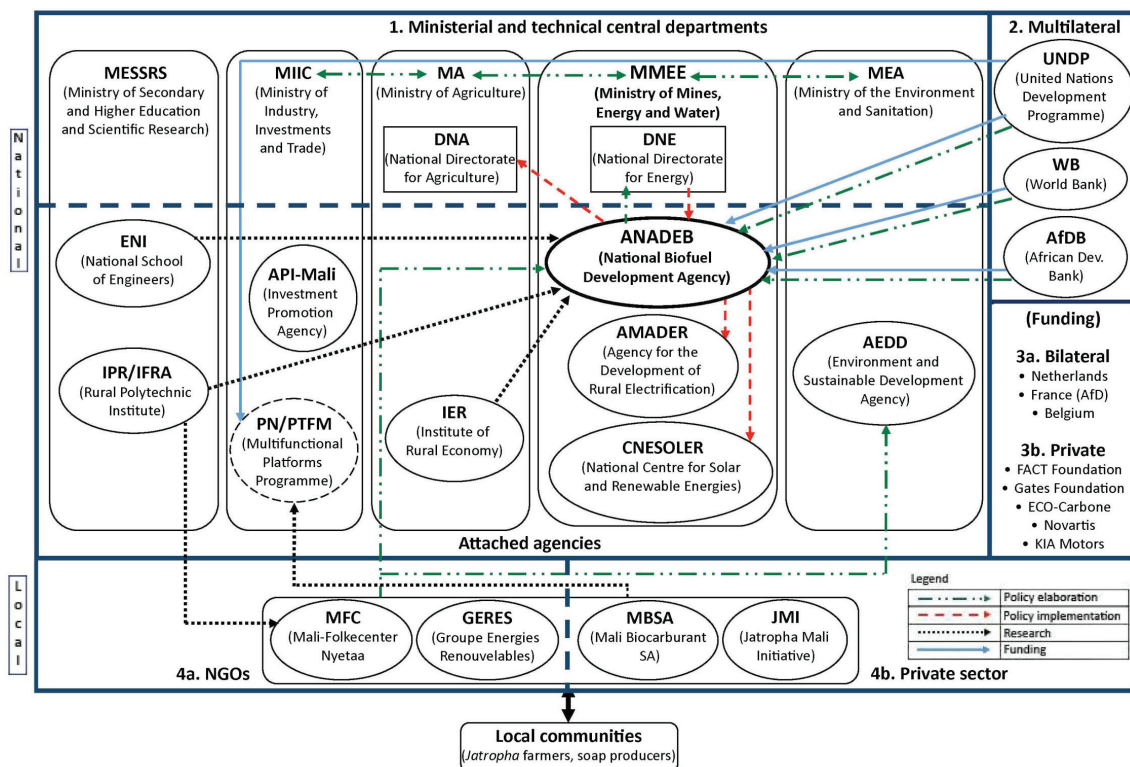 1. Ministerial and technical central departments
2. Multilateral
National
MESSRS
(Ministry of Secondary
and Higher Education
and Scientific Research)
MIIC
(Ministry of
Industry,
Investments
and Trade)
MA
(Ministry of Agriculture)
MMEE
(Ministry of Mines,
Energy and Water)
MEA
(Ministry of the Environment
and Sanitation)
UNDP
(United Nations
Development
Programme)
DNA
(National Directorate
for Agriculture)
DNE
(National Directorate
for Energy)
WB
(World Bank)
ENI
(National School
of Engineers)
API-Mali
(Investment
Promotion
Agency)
ANADEB
(National Biofuel
Development Agency)
AfDB
(African Dev.
Bank)
IPR/IFRA
(Rural Polytechnic
Institute)
PN/PTFM
(Multifunctional
Platforms
Programme)
IER
(Institute of
Rural Economy)
AMADER
(Agency for the
Development of
Rural Electrification)
CNESOLER
(National Centre for Solar
and Renewable Energies)
AEDD
(Environment and
Sustainable Development
Agency)
(Funding)
3a. Bilateral
• Netherlands
• France (AfD)
• Belgium
3b. Private
• FACT Foundation
• Gates Foundation
• ECO-Carbone
• Novartis
• KIA Motors
Attached agencies
Local
MFC
(Mali-Folkecenter
Nyetaa)
GERES
(Groupe Energies
Renouvelables)
MBSA
(Mali Biocarburant
SA)
JMI
(Jatropha Mali
Initiative)
4a. NGOs
4b. Private sector
Legend
Policy elaboration
Policy implementation
Research
Funding
Local communities
(Jatropha farmers, soap producers)